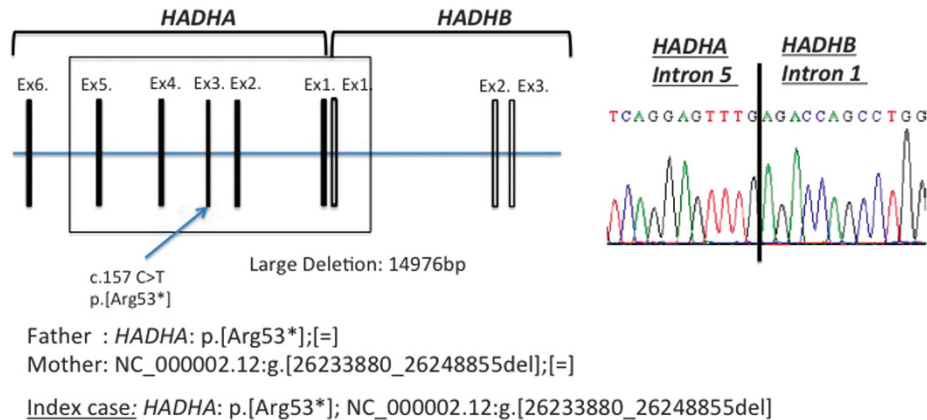 HADHA HADHB
Ex6. Ex5. Ex4. Ex3. Ex2. Ex1. Ex1. Ex2. Ex3.
c.157 C>T
p.[Arg53*]
Large Deletion: 14976bp
HADHA HADHB
Intron 5 Intron 1
TCAGGAGTTTGAGACCAGCCTGG
Father : HADHA: p.[Arg53*];[=]
Mother: NC_000002.12:g.[26233880_26248855del];[=]
Index case: HADHA: p.[Arg53*]; NC_000002.12:g.[26233880_26248855del]